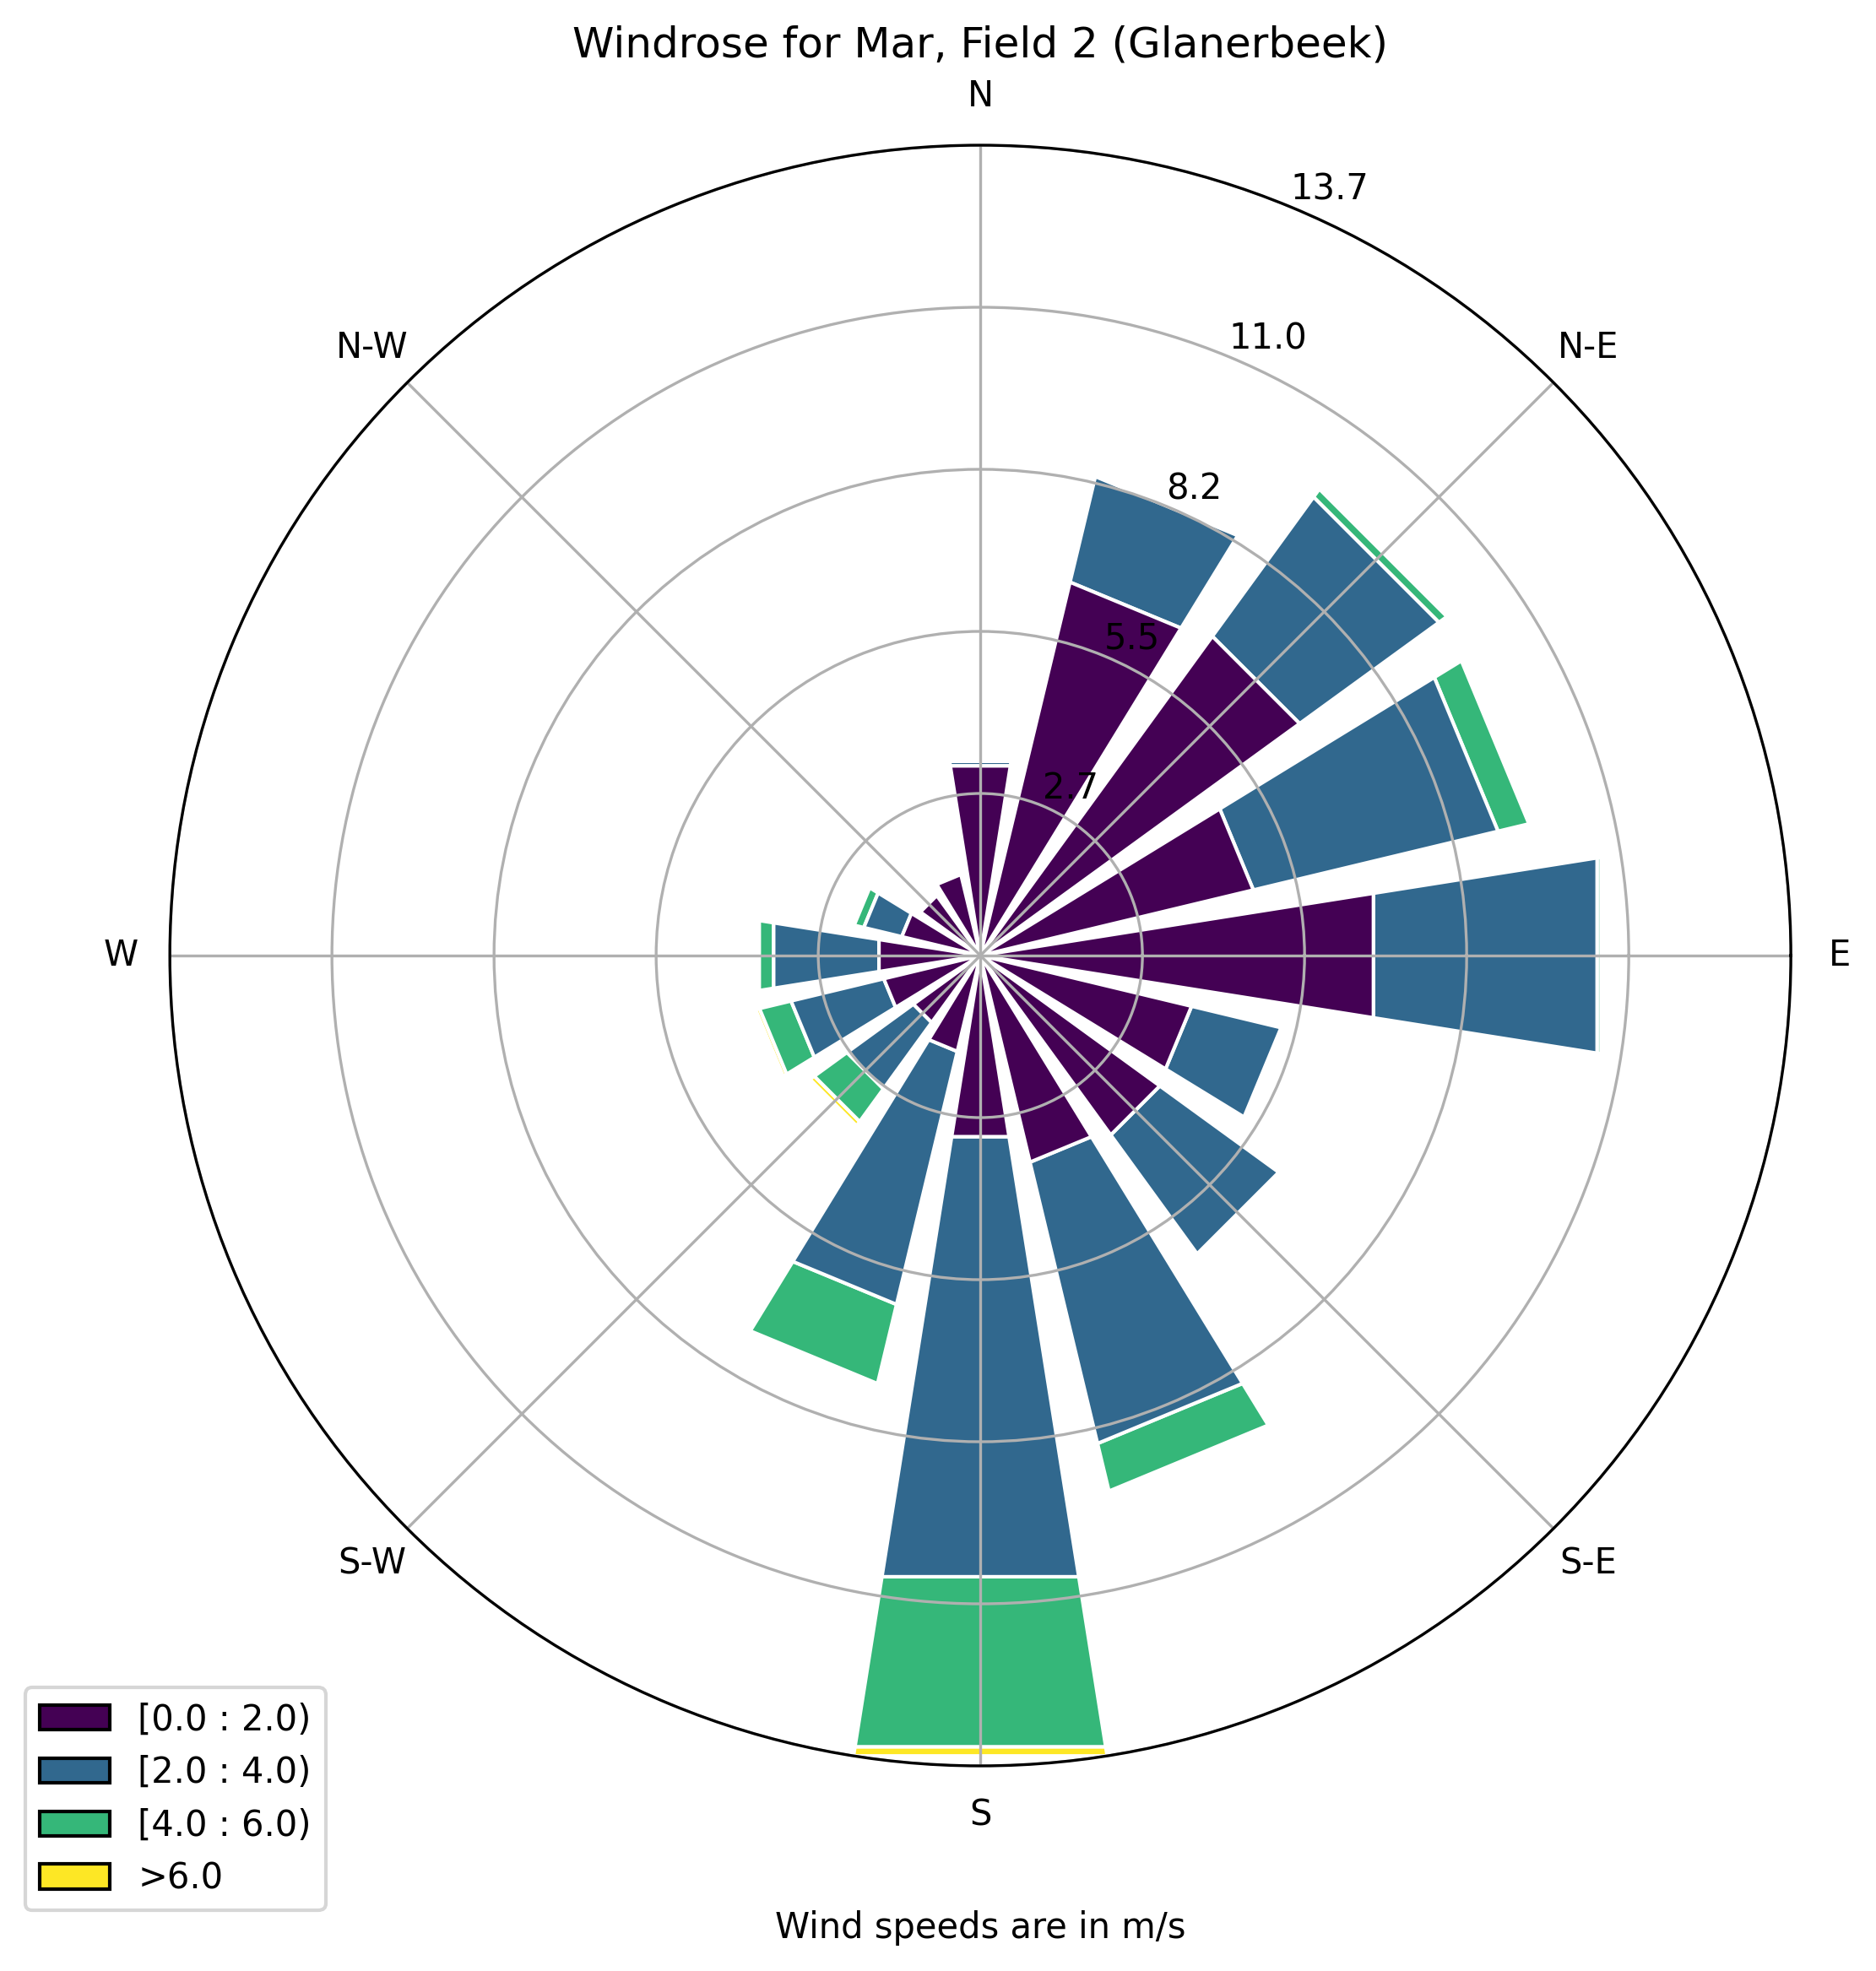 Windrose for Mar, Field 2 (Glanerbeek)
N
13.7
11.0
N-W
N-E
8.2
5.5
2.7
W
E
S-W
S-E
[0.0 : 2.0)
[2.0 : 4.0)
S
[4.0 : 6.0)
>6.0
Wind speeds are in m/s